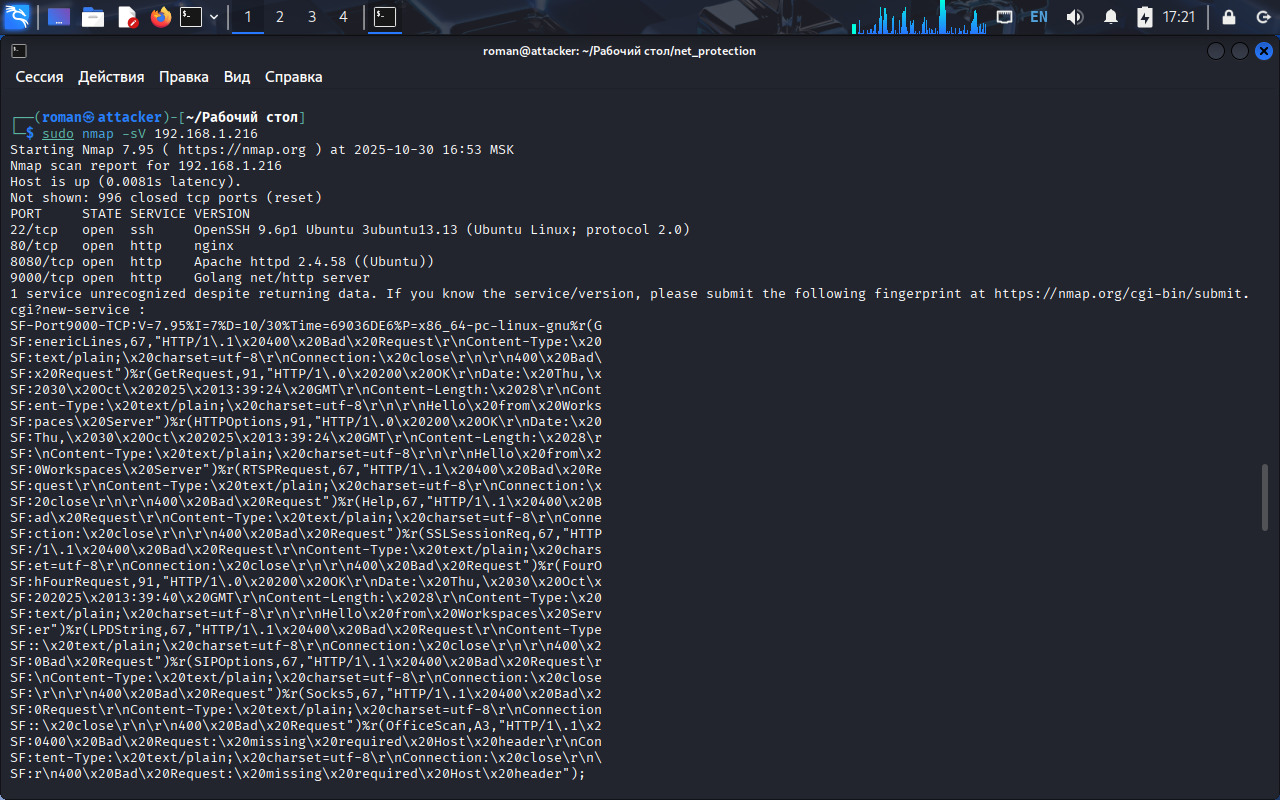 1 2 3 4 EN 17:21
roman@attacker: ~/Рабочий стол/net_protection
Сессия Действия Правка Вид Справка
┌──(roman㉿attacker)-[~/Рабочий стол]
└─$ sudo nmap -sV 192.168.1.216
Starting Nmap 7.95 ( https://nmap.org ) at 2025-10-30 16:53 MSK
Nmap scan report for 192.168.1.216
Host is up (0.0081s latency).
Not shown: 996 closed tcp ports (reset)
PORT     STATE SERVICE VERSION
22/tcp   open  ssh     OpenSSH 9.6p1 Ubuntu 3ubuntu13.13 (Ubuntu Linux; protocol 2.0)
80/tcp   open  http    nginx
8080/tcp open  http    Apache httpd 2.4.58 ((Ubuntu))
9000/tcp open  http    Golang net/http server
1 service unrecognized despite returning data. If you know the service/version, please submit the following fingerprint at https://nmap.org/cgi-bin/submit.
cgi?new-service :
SF-Port9000-TCP:V=7.95%I=7%D=10/30%Time=69036DE6%P=x86_64-pc-linux-gnu%r(G
SF:enericLines,67,"HTTP/1\.1\x20400\x20Bad\x20Request\r\nContent-Type:\x20
SF:text/plain;\x20charset=utf-8\r\nConnection:\x20close\r\n\r\n400\x20Bad\
SF:x20Request")%r(GetRequest,91,"HTTP/1\.0\x20200\x20OK\r\nDate:\x20Thu,\x
SF:2030\x20Oct\x202025\x2013:39:24\x20GMT\r\nContent-Length:\x2028\r\nCont
SF:ent-Type:\x20text/plain;\x20charset=utf-8\r\n\r\nHello\x20from\x20Works
SF:paces\x20Server")%r(HTTPOptions,91,"HTTP/1\.0\x20200\x20OK\r\nDate:\x20
SF:Thu,\x2030\x20Oct\x202025\x2013:39:24\x20GMT\r\nContent-Length:\x2028\r
SF:\nContent-Type:\x20text/plain;\x20charset=utf-8\r\n\r\nHello\x20from\x2
SF:0Workspaces\x20Server")%r(RTSPRequest,67,"HTTP/1\.1\x20400\x20Bad\x20Re
SF:quest\r\nContent-Type:\x20text/plain;\x20charset=utf-8\r\nConnection:\x
SF:20close\r\n\r\n400\x20Bad\x20Request")%r(Help,67,"HTTP/1\.1\x20400\x20B
SF:ad\x20Request\r\nContent-Type:\x20text/plain;\x20charset=utf-8\r\nConne
SF:ction:\x20close\r\n\r\n400\x20Bad\x20Request")%r(SSLSessionReq,67,"HTTP
SF:/1\.1\x20400\x20Bad\x20Request\r\nContent-Type:\x20text/plain;\x20chars
SF:et=utf-8\r\nConnection:\x20close\r\n\r\n400\x20Bad\x20Request")%r(FourO
SF:hFourRequest,91,"HTTP/1\.0\x20200\x20OK\r\nDate:\x20Thu,\x2030\x20Oct\x
SF:202025\x2013:39:40\x20GMT\r\nContent-Length:\x2028\r\nContent-Type:\x20
SF:text/plain;\x20charset=utf-8\r\n\r\nHello\x20from\x20Workspaces\x20Serv
SF:er")%r(LPDString,67,"HTTP/1\.1\x20400\x20Bad\x20Request\r\nContent-Type
SF::\x20text/plain;\x20charset=utf-8\r\nConnection:\x20close\r\n\r\n400\x2
SF:0Bad\x20Request")%r(SIPOptions,67,"HTTP/1\.1\x20400\x20Bad\x20Request\r
SF:\nContent-Type:\x20text/plain;\x20charset=utf-8\r\nConnection:\x20close
SF:\r\n\r\n400\x20Bad\x20Request")%r(Socks5,67,"HTTP/1\.1\x20400\x20Bad\x2
SF:0Request\r\nContent-Type:\x20text/plain;\x20charset=utf-8\r\nConnection
SF::\x20close\r\n\r\n400\x20Bad\x20Request")%r(OfficeScan,A3,"HTTP/1\.1\x2
SF:0400\x20Bad\x20Request:\x20missing\x20required\x20Host\x20header\r\nCon
SF:tent-Type:\x20text/plain;\x20charset=utf-8\r\nConnection:\x20close\r\n\
SF:r\n400\x20Bad\x20Request:\x20missing\x20required\x20Host\x20header");